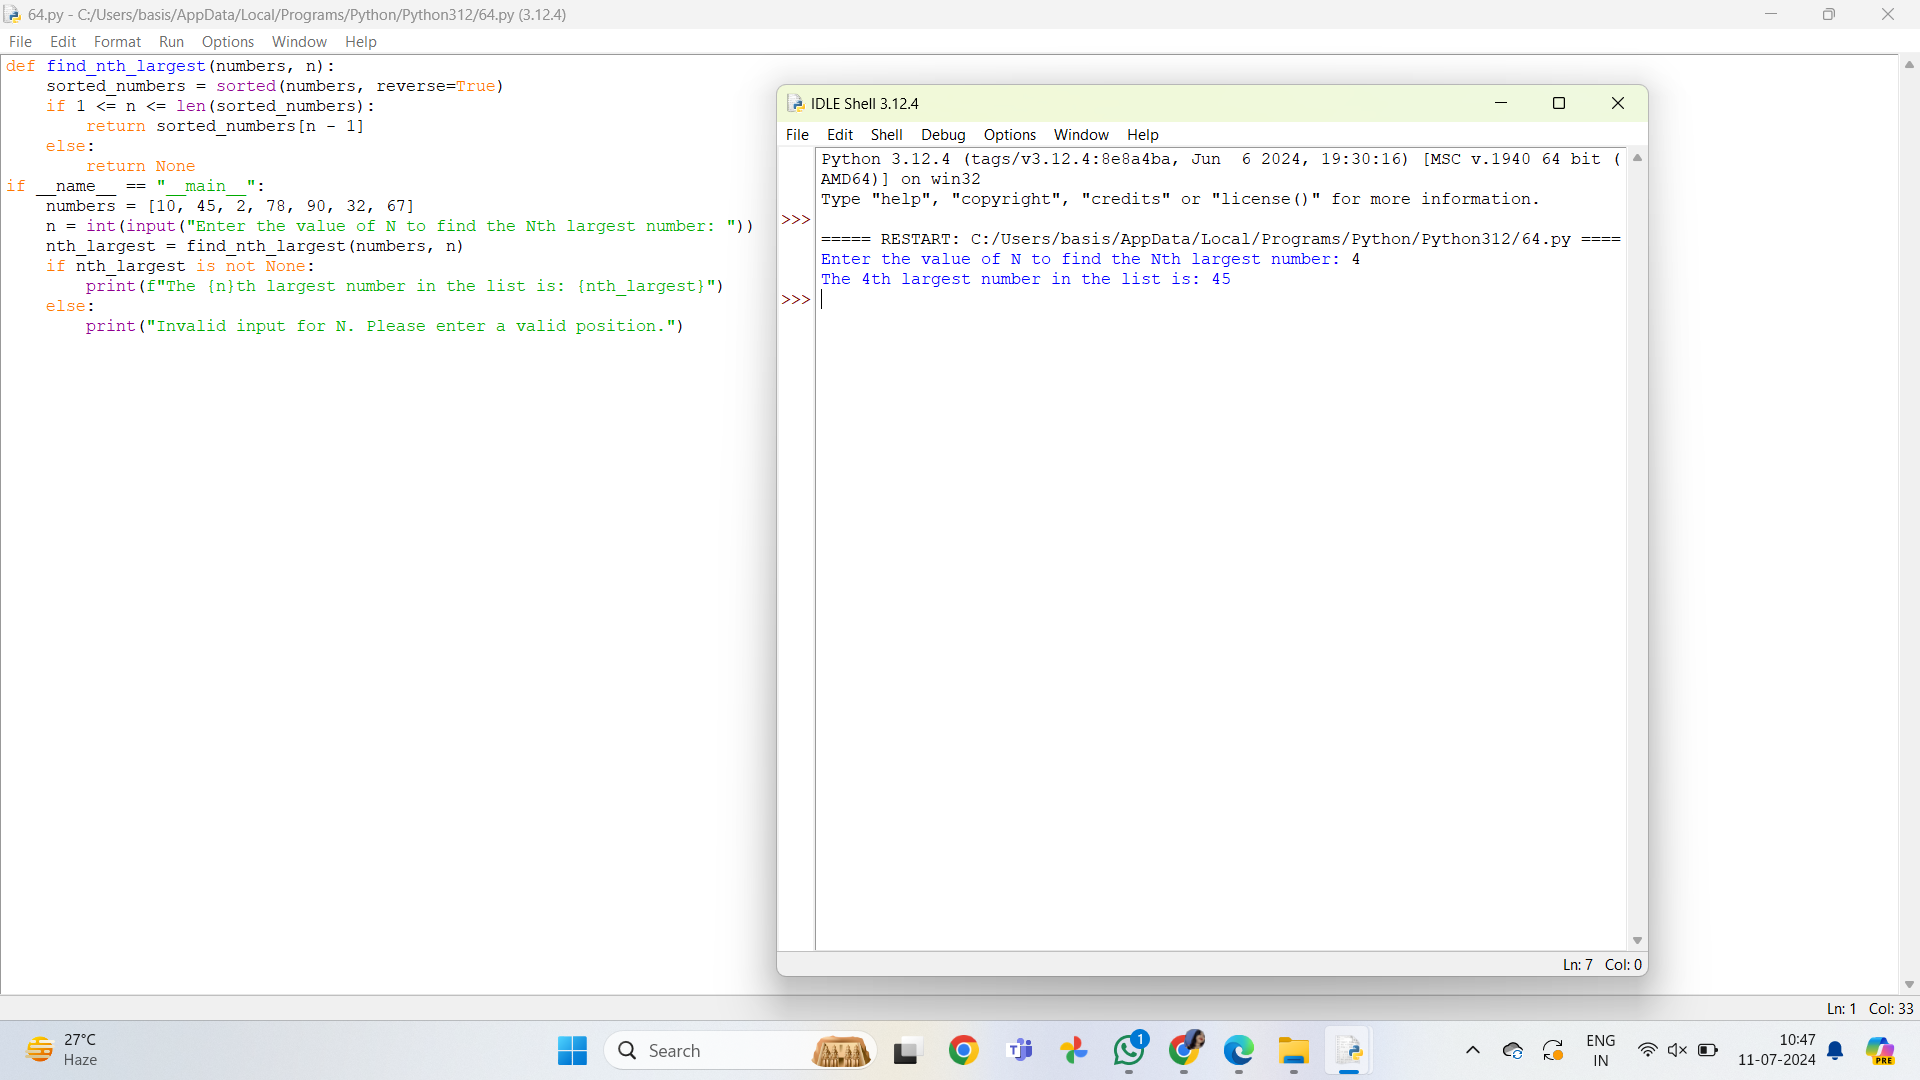 64.py - C:/Users/basis/AppData/Local/Programs/Python/Python312/64.py (3.12.4)
File Edit Format Run Options Window Help
def find_nth_largest(numbers, n):
    sorted_numbers = sorted(numbers, reverse=True)
    if 1 <= n <= len(sorted_numbers):
        return sorted_numbers[n - 1]
    else:
        return None
if __name__ == "__main__":
    numbers = [10, 45, 2, 78, 90, 32, 67]
    n = int(input("Enter the value of N to find the Nth largest number: "))
    nth_largest = find_nth_largest(numbers, n)
    if nth_largest is not None:
        print(f"The {n}th largest number in the list is: {nth_largest}")
    else:
        print("Invalid input for N. Please enter a valid position.")
IDLE Shell 3.12.4
File Edit Shell Debug Options Window Help
Python 3.12.4 (tags/v3.12.4:8e8a4ba, Jun  6 2024, 19:30:16) [MSC v.1940 64 bit (
AMD64)] on win32
Type "help", "copyright", "credits" or "license()" for more information.
>>>
===== RESTART: C:/Users/basis/AppData/Local/Programs/Python/Python312/64.py ====
Enter the value of N to find the Nth largest number: 4
The 4th largest number in the list is: 45
>>>
Ln: 7 Col: 0
Ln: 1 Col: 33
27°C
Haze
Search
1
ENG
IN
10:47
11-07-2024
PRE